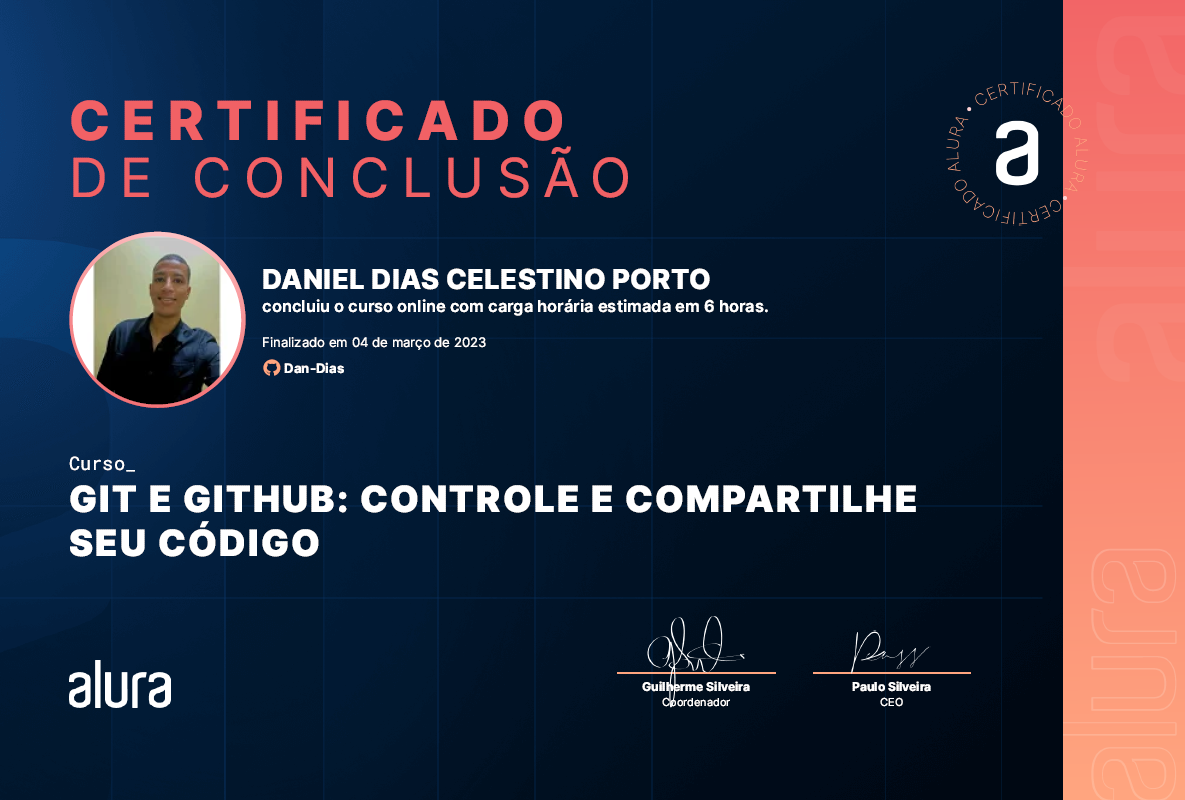 CERTIFICADO
DE CONCLUSÃO
CERTIFICADO ALURA • CERTIFICADO ALURA •
a
DANIEL DIAS CELESTINO PORTO
concluiu o curso online com carga horária estimada em 6 horas.
Finalizado em 04 de março de 2023
Dan-Dias
Curso_
GIT E GITHUB: CONTROLE E COMPARTILHE
SEU CÓDIGO
alura
Guilherme Silveira
Coordenador
Paulo Silveira
CEO
alura
alura